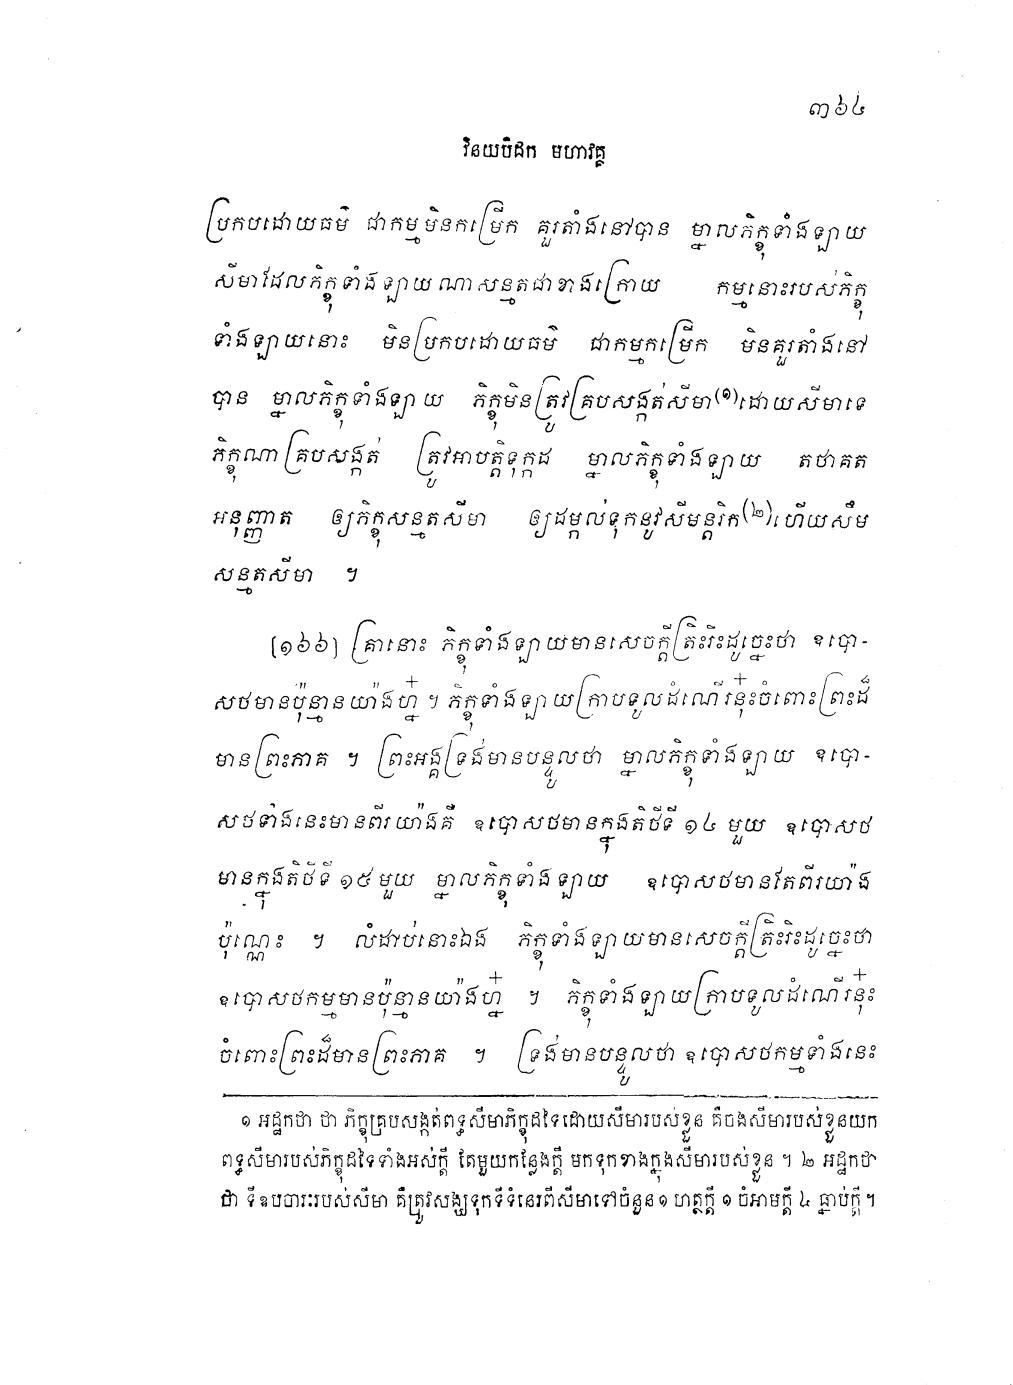 ៣៦៤
វិនយបិដក មហាវគ្គ
ប្រកបដោយធម៌ ជាកម្មមិនកម្រើក គួរតាំងនៅបាន ម្នាលភិក្ខុទាំងឡាយ
សីមាដែលភិក្ខុទាំងឡាយណាសន្មតជាខាងក្រោយ កម្មនោះរបស់ភិក្ខុ
ទាំងឡាយនោះ មិនប្រកបដោយធម៌ ជាកម្មកម្រើក មិនគួរតាំងនៅ
បាន ម្នាលភិក្ខុទាំងឡាយ ភិក្ខុមិនត្រូវគ្របសង្កត់សីមា(១)ដោយសីមាទេ
ភិក្ខុណាគ្របសង្កត់ ត្រូវអាបត្តិទុក្កដ ម្នាលភិក្ខុទាំងឡាយ តថាគត
អនុញ្ញាត ឲ្យភិក្ខុសន្មតសីមា ឲ្យដម្កល់ទុកនូវសីមន្តរិក(២)ហើយសឹម
សន្មតសីមា ។
[១៦៦] គ្រានោះ ភិក្ខុទាំងឡាយមានសេចក្តីត្រិះរិះដូច្នេះថា ឧបោ-
សថមានប៉ុន្មានយ៉ាងហ្ន៎ ។ ភិក្ខុទាំងឡាយក្រាបទូលដំណើរនុ៎ះចំពោះព្រះដ៏
មានព្រះភាគ ។ ព្រះអង្គទ្រង់មានបន្ទូលថា ម្នាលភិក្ខុទាំងឡាយ ឧបោ-
សថទាំងនេះមានពីរយ៉ាងគឺ ឧបោសថមានក្នុងតិថីទី ១៤ មួយ ឧបោសថ
មានក្នុងតិថីទី ១៥ មួយ ម្នាលភិក្ខុទាំងឡាយ ឧបោសថមានតែពីរយ៉ាង
ប៉ុណ្ណេះ ។ លំដាប់នោះឯង ភិក្ខុទាំងឡាយមានសេចក្តីត្រិះរិះដូច្នេះថា
ឧបោសថកម្មមានប៉ុន្មានយ៉ាងហ្ន៎ ។ ភិក្ខុទាំងឡាយក្រាបទូលដំណើរនុ៎ះ
ចំពោះព្រះដ៏មានព្រះភាគ ។ ទ្រង់មានបន្ទូលថា ឧបោសថកម្មទាំងនេះ
១ អដ្ឋកថា ថា ភិក្ខុគ្របសង្កត់ពទ្ធសីមាភិក្ខុដទៃដោយសីមារបស់ខ្លួន គឺចងសីមារបស់ខ្លួនយក
ពទ្ធសីមារបស់ភិក្ខុដទៃទាំងអស់ក្តី តែមួយកន្លែងក្តី មកទុកខាងក្នុងសីមារបស់ខ្លួន ។ ២ អដ្ឋកថា
ថា ទីឧបចារៈរបស់សីមា គឺត្រូវសង្ឃទុកទីទំនេរពីសីមាទៅចំនួន ១ ហត្ថក្តី ១ ចំអាមក្តី ៤ ធ្នាប់ក្តី ។